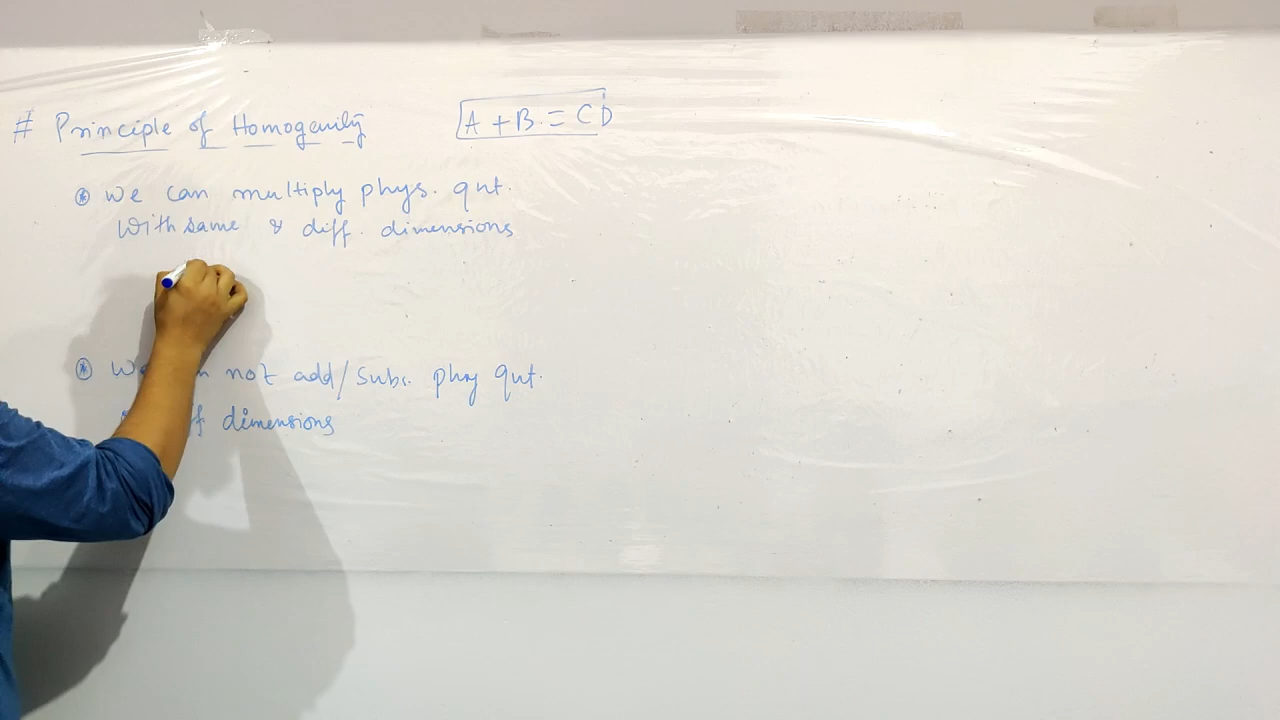 # Principle of Homogenity
A + B = CD
⊛ We can multiply phys. qnt.
With same & diff. dimensions
⊛ not add/subs. phy qnt.
dimensions